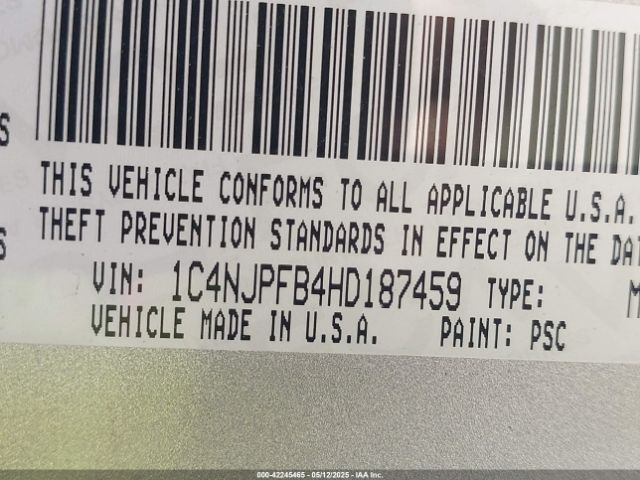 THIS VEHICLE CONFORMS TO ALL APPLICABLE U.S.A.
THEFT PREVENTION STANDARDS IN EFFECT ON THE
VIN: 1C4NJPFB4HD187459 TYPE:
VEHICLE MADE IN U.S.A. PAINT: PSC
000-42245465 - 05/12/2025 - IAA Inc.